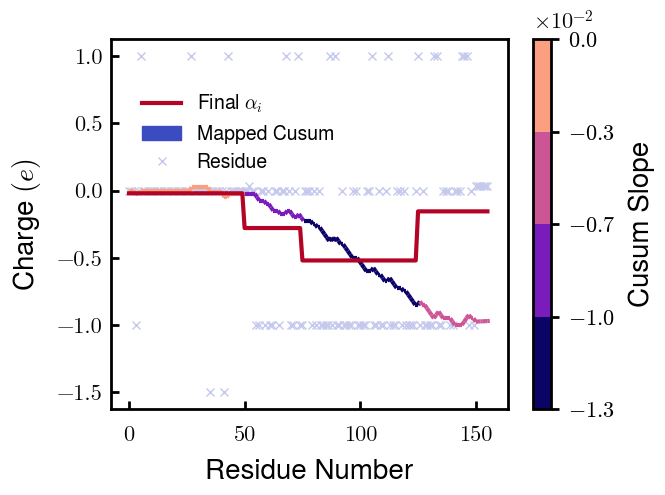 ×10⁻²
1.0
0.5
0.0
−0.5
−1.0
−1.5
Charge (e)
Final αᵢ
Mapped Cusum
Residue
0
50
100
150
Residue Number
0.0
−0.3
−0.7
−1.0
−1.3
Cusum Slope